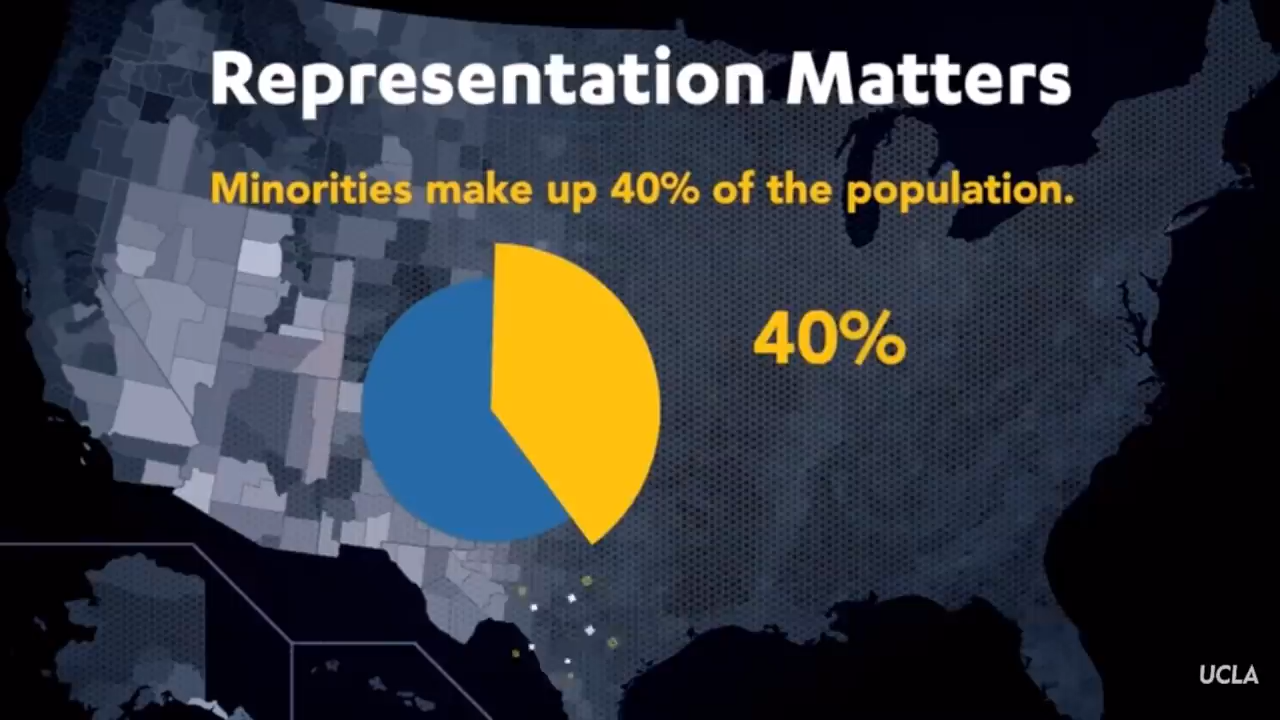 Representation Matters
Minorities make up 40% of the population.
40%
UCLA